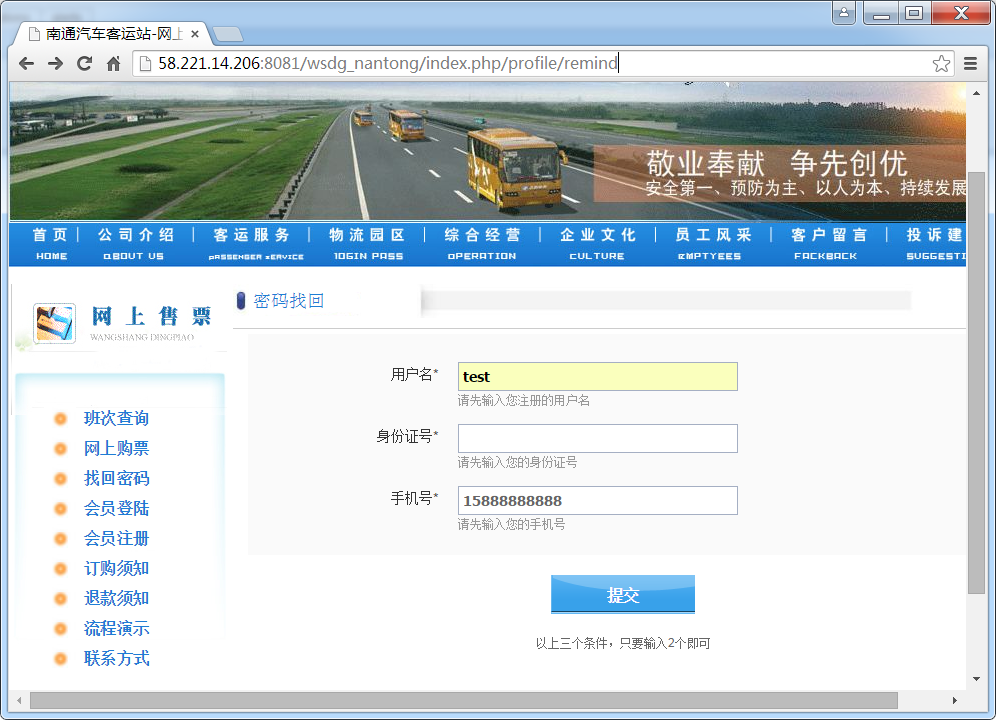 南通汽车客运站-网上
58.221.14.206:8081/wsdg_nantong/index.php/profile/remind
敬业奉献 争先创优
安全第一、预防为主、以人为本、持续发展
首页 | 公司介绍 | 客运服务 | 物流园区 | 综合经营 | 企业文化 | 员工风采 | 客户留言 | 投诉建
HOME ABOUT US PASSENGER SERVICE LOGIN PASS OPERATION CULTURE EMPTYEES FACKBACK SUGGESTI
网上售票
WANGSHANG DINGPIAO
密码找回
班次查询
网上购票
找回密码
会员登陆
会员注册
订购须知
退款须知
流程演示
联系方式
用户名* test
请先输入您注册的用户名
身份证号*
请先输入您的身份证号
手机号* 15888888888
请先输入您的手机号
提交
以上三个条件，只要输入2个即可